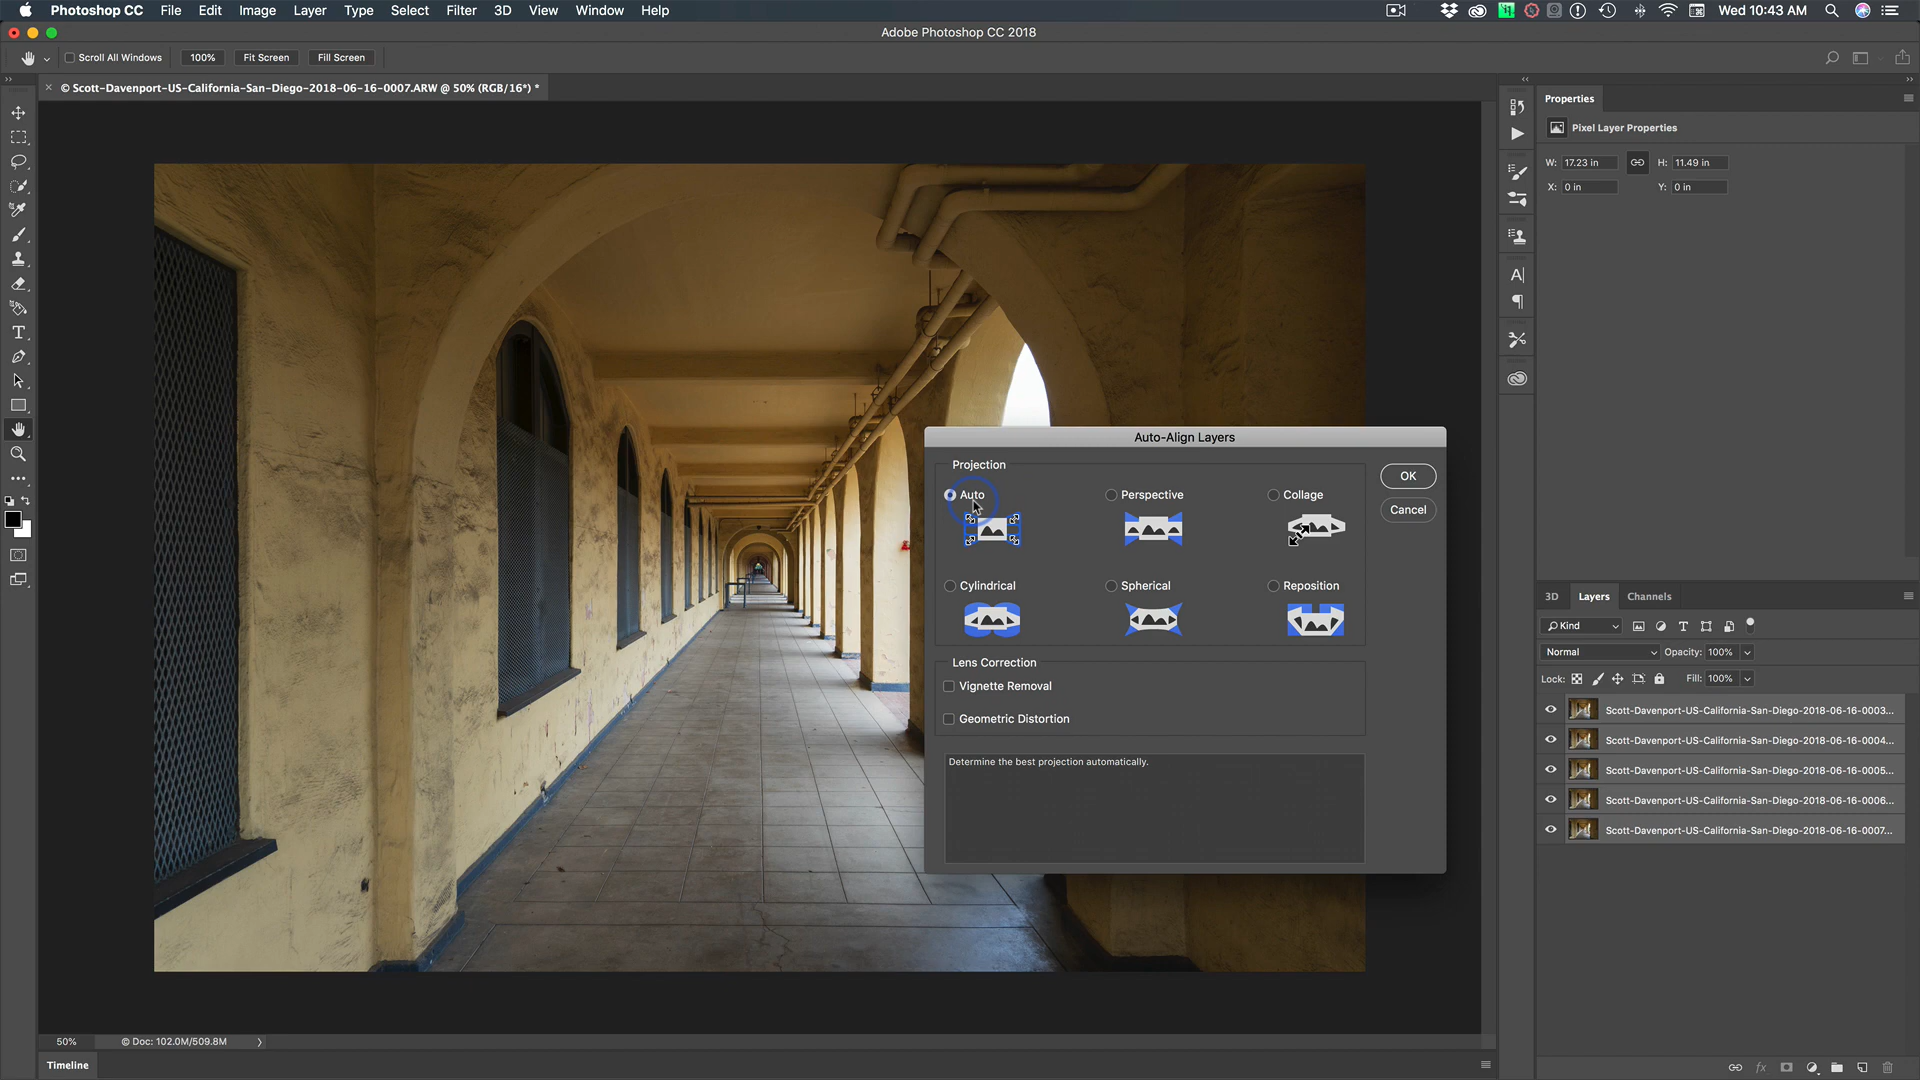 Photoshop CC File Edit Image Layer Type Select Filter 3D View Window Help Wed 10:43 AM
Adobe Photoshop CC 2018
Scroll All Windows 100% Fit Screen Fill Screen
× © Scott-Davenport-US-California-San-Diego-2018-06-16-0007.ARW @ 50% (RGB/16*) *
Properties
Pixel Layer Properties
W: 17.23 in H: 11.49 in
X: 0 in Y: 0 in
Auto-Align Layers
Projection
OK
Auto Perspective Collage
Cancel
Cylindrical Spherical Reposition
Lens Correction
Vignette Removal
Geometric Distortion
Determine the best projection automatically.
3D Layers Channels
Kind
Normal Opacity: 100%
Lock: Fill: 100%
Scott-Davenport-US-California-San-Diego-2018-06-16-0003...
Scott-Davenport-US-California-San-Diego-2018-06-16-0004...
Scott-Davenport-US-California-San-Diego-2018-06-16-0005...
Scott-Davenport-US-California-San-Diego-2018-06-16-0006...
Scott-Davenport-US-California-San-Diego-2018-06-16-0007...
50% © Doc: 102.0M/509.8M
Timeline
fx